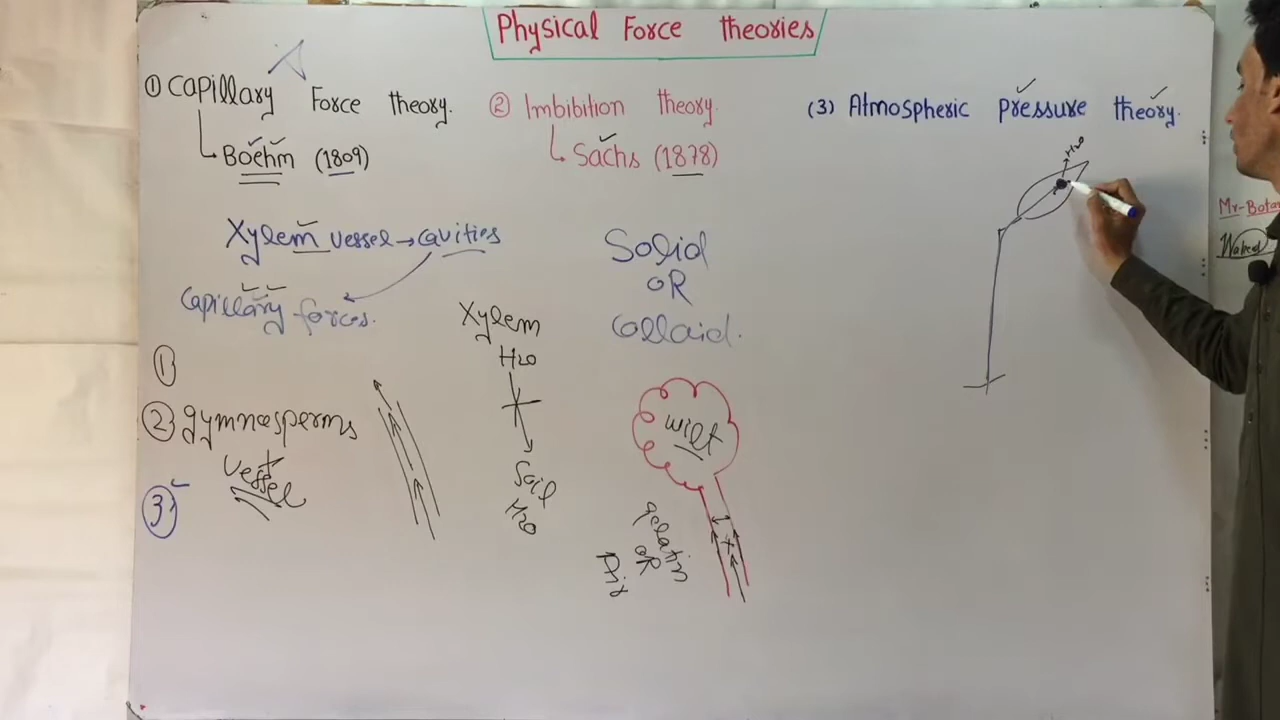 Physical Force theories
① Capillary Force theory.
Boehm (1809)
Xylem vessel → cavities
Capillary forces.
①
② gymnosperms
vessel
③
Xylem
H2O
Soil
H2O
② Imbibition theory.
Sachs (1878)
Solid
OR
Colloid.
wilt
gelatin
OR
(3) Atmospheric pressure theory.
H2O
Mr-Botany
Waheed